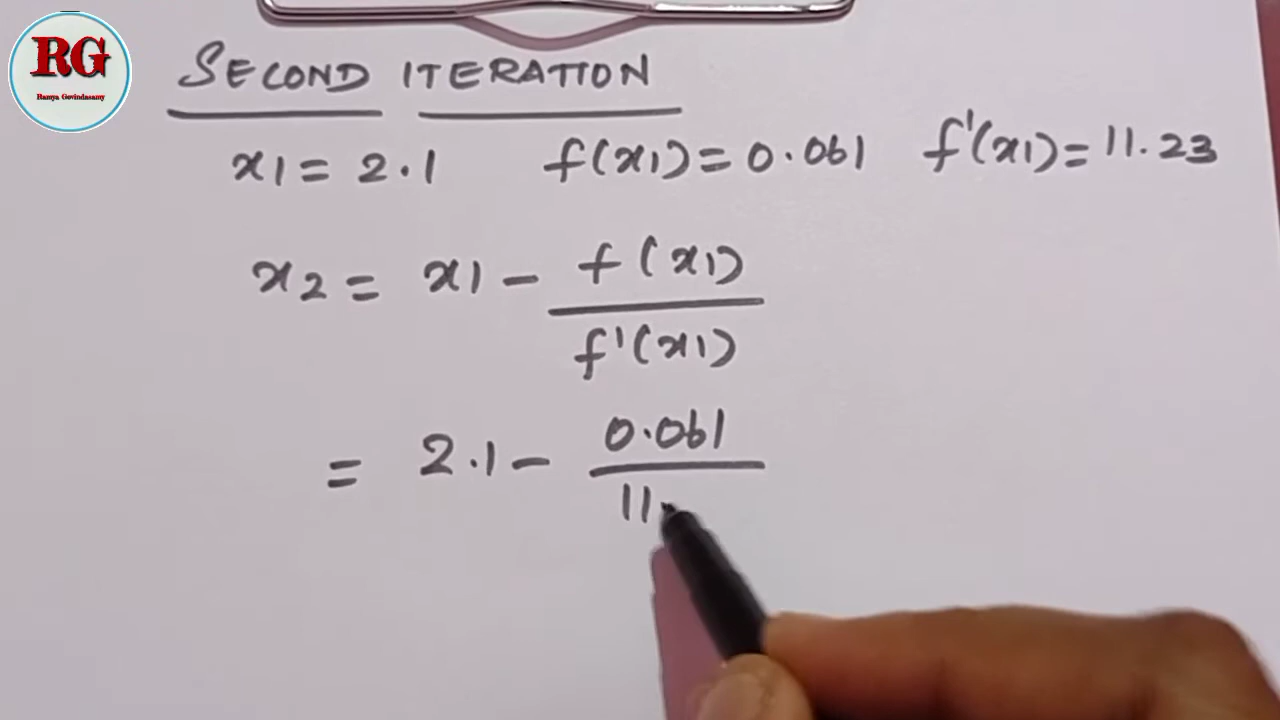 RG
Ramya Govindasamy
SECOND ITERATION
x1 = 2.1 f(x1) = 0.061 f'(x1) = 11.23
x2 = x1 - f(x1)
f'(x1)
= 2.1 - 0.061
11.